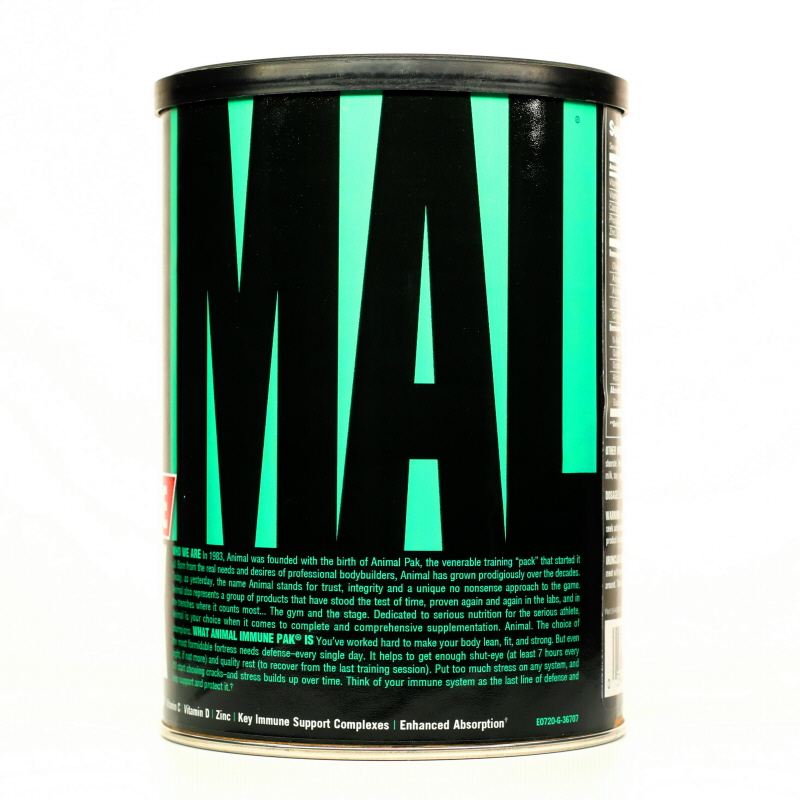 MAL
®
E
WHO WE ARE In 1983, Animal was founded with the birth of Animal Pak, the venerable training "pack" that started it
Born from the real needs and desires of professional bodybuilders, Animal has grown prodigiously over the decades.
as yesterday, the name Animal stands for trust, integrity and a unique no nonsense approach to the game.
also represents a group of products that have stood the test of time, proven again and again in the labs, and in
trenches where it counts most... The gym and the stage. Dedicated to serious nutrition for the serious athlete,
is your choice when it comes to complete and comprehensive supplementation. Animal. The choice of
WHAT ANIMAL IMMUNE PAK® IS You've worked hard to make your body lean, fit, and strong. But even
most formidable fortress needs defense–every single day. It helps to get enough shut-eye (at least 7 hours every
if not more) and quality rest (to recover from the last training session). Put too much stress on any system, and
start showing cracks–and stress builds up over time. Think of your immune system as the last line of defense and
support and protect it.†
C | Vitamin D | Zinc | Key Immune Support Complexes | Enhanced Absorption†
E0720-G-36707